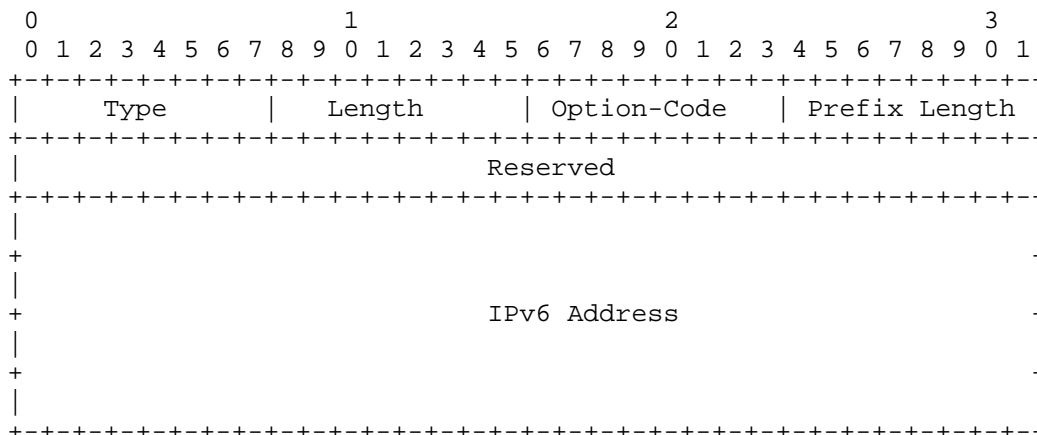 0                   1                   2                   3
 0 1 2 3 4 5 6 7 8 9 0 1 2 3 4 5 6 7 8 9 0 1 2 3 4 5 6 7 8 9 0 1
+-+-+-+-+-+-+-+-+-+-+-+-+-+-+-+-+-+-+-+-+-+-+-+-+-+-+-+-+-+-+-+-
|     Type      |   Length      | Option-Code   | Prefix Length
+-+-+-+-+-+-+-+-+-+-+-+-+-+-+-+-+-+-+-+-+-+-+-+-+-+-+-+-+-+-+-+-
|                             Reserved
+-+-+-+-+-+-+-+-+-+-+-+-+-+-+-+-+-+-+-+-+-+-+-+-+-+-+-+-+-+-+-+-
|
+                                                               -
|
+                             IPv6 Address                      -
|
+                                                               -
|
+-+-+-+-+-+-+-+-+-+-+-+-+-+-+-+-+-+-+-+-+-+-+-+-+-+-+-+-+-+-+-+-